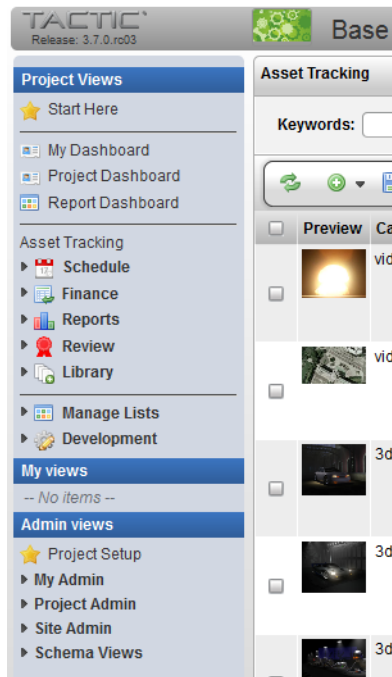 TACTIC
Release: 3.7.0.rc03
Base
Project Views
Start Here
My Dashboard
Project Dashboard
Report Dashboard
Asset Tracking
Schedule
Finance
Reports
Review
Library
Manage Lists
Development
My views
-- No items --
Admin views
Project Setup
My Admin
Project Admin
Site Admin
Schema Views
Asset Tracking
Keywords:
Preview Ca
vid
vid
3d
3d
3d